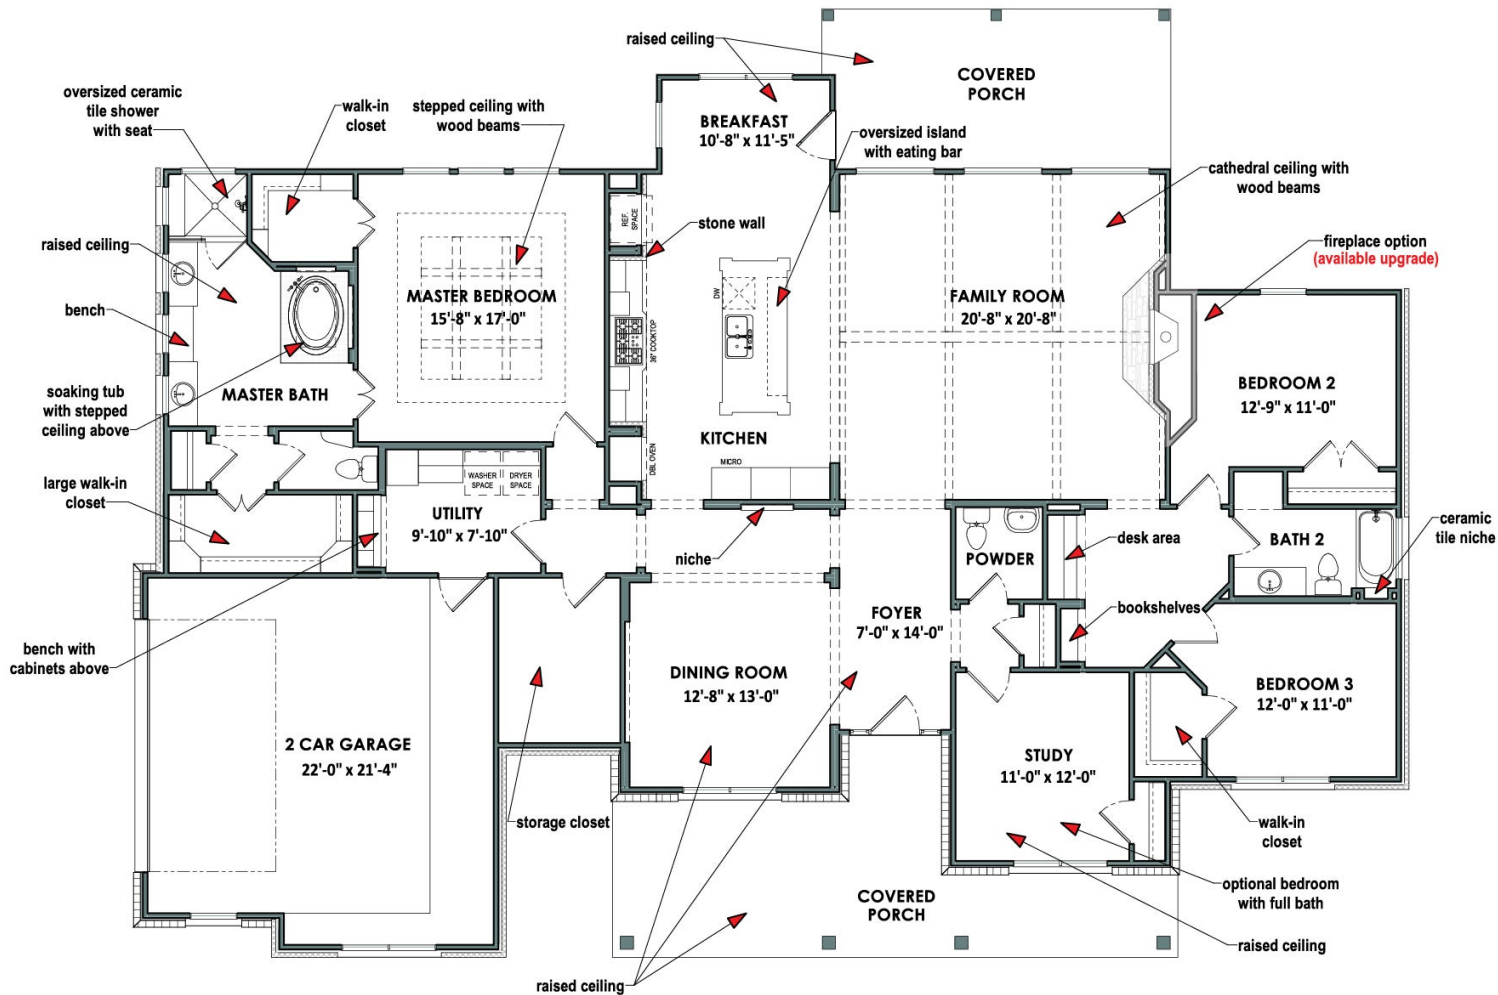 raised ceiling
COVERED
PORCH
oversized ceramic
tile shower
with seat
walk-in
closet
stepped ceiling with
wood beams
BREAKFAST
10'-8" x 11'-5"
oversized island
with eating bar
cathedral ceiling with
wood beams
REF.
SPACE
stone wall
raised ceiling
fireplace option
(available upgrade)
bench
MASTER BEDROOM
15'-8" x 17'-0"
DW
FAMILY ROOM
20'-8" x 20'-8"
36" COOKTOP
soaking tub
with stepped
ceiling above
MASTER BATH
BEDROOM 2
12'-9" x 11'-0"
KITCHEN
DBL OVEN
MICRO
large walk-in
closet
WASHER
SPACE
DRYER
SPACE
UTILITY
9'-10" x 7'-10"
niche
POWDER
desk area
BATH 2
ceramic
tile niche
FOYER
7'-0" x 14'-0"
bookshelves
bench with
cabinets above
DINING ROOM
12'-8" x 13'-0"
BEDROOM 3
12'-0" x 11'-0"
2 CAR GARAGE
22'-0" x 21'-4"
STUDY
11'-0" x 12'-0"
storage closet
walk-in
closet
COVERED
PORCH
optional bedroom
with full bath
raised ceiling
raised ceiling